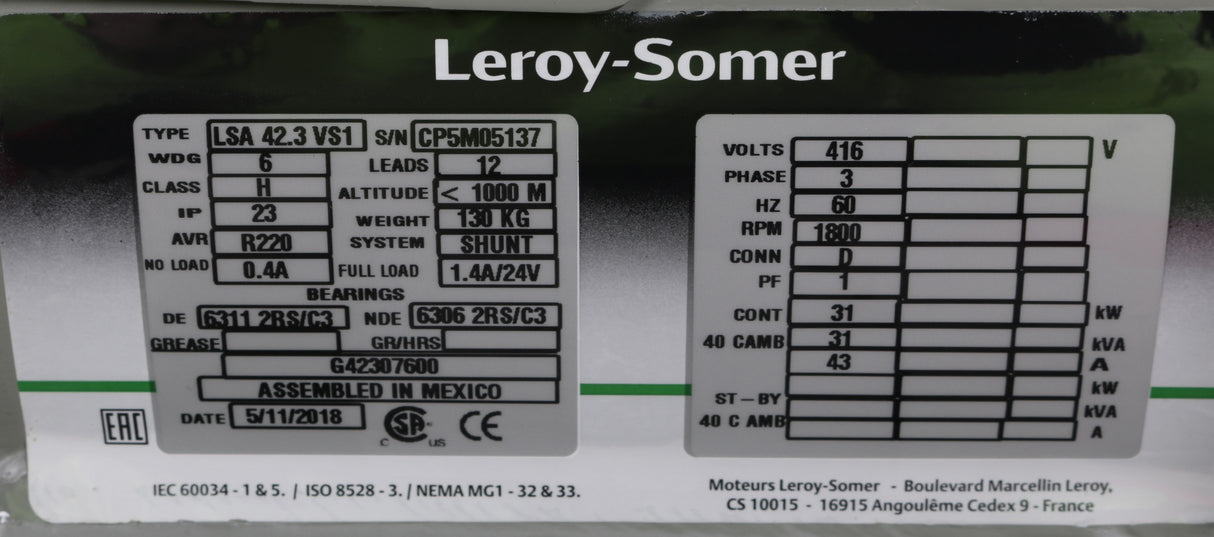 Leroy-Somer
TYPE LSA 42.3 VS1 S/N CP5M05137
WDG 6 LEADS 12
CLASS H ALTITUDE < 1000 M
IP 23 WEIGHT 130 KG
AVR R220 SYSTEM SHUNT
NO LOAD 0.4A FULL LOAD 1.4A/24V
BEARINGS
DE 6311 2RS/C3 NDE 6306 2RS/C3
GREASE GR/HRS
G42307600
ASSEMBLED IN MEXICO
DATE 5/11/2018 C SA US CE
EAC
VOLTS 416 V
PHASE 3
HZ 60
RPM 1800
CONN D
PF 1
CONT 31 kW
40 CAMB 31 kVA
43 A
kW
ST-BY kVA
40 C AMB A
IEC 60034 - 1 & 5. / ISO 8528 - 3. / NEMA MG1 - 32 & 33.
Moteurs Leroy-Somer - Boulevard Marcellin Leroy,
CS 10015 - 16915 Angoulême Cedex 9 - France